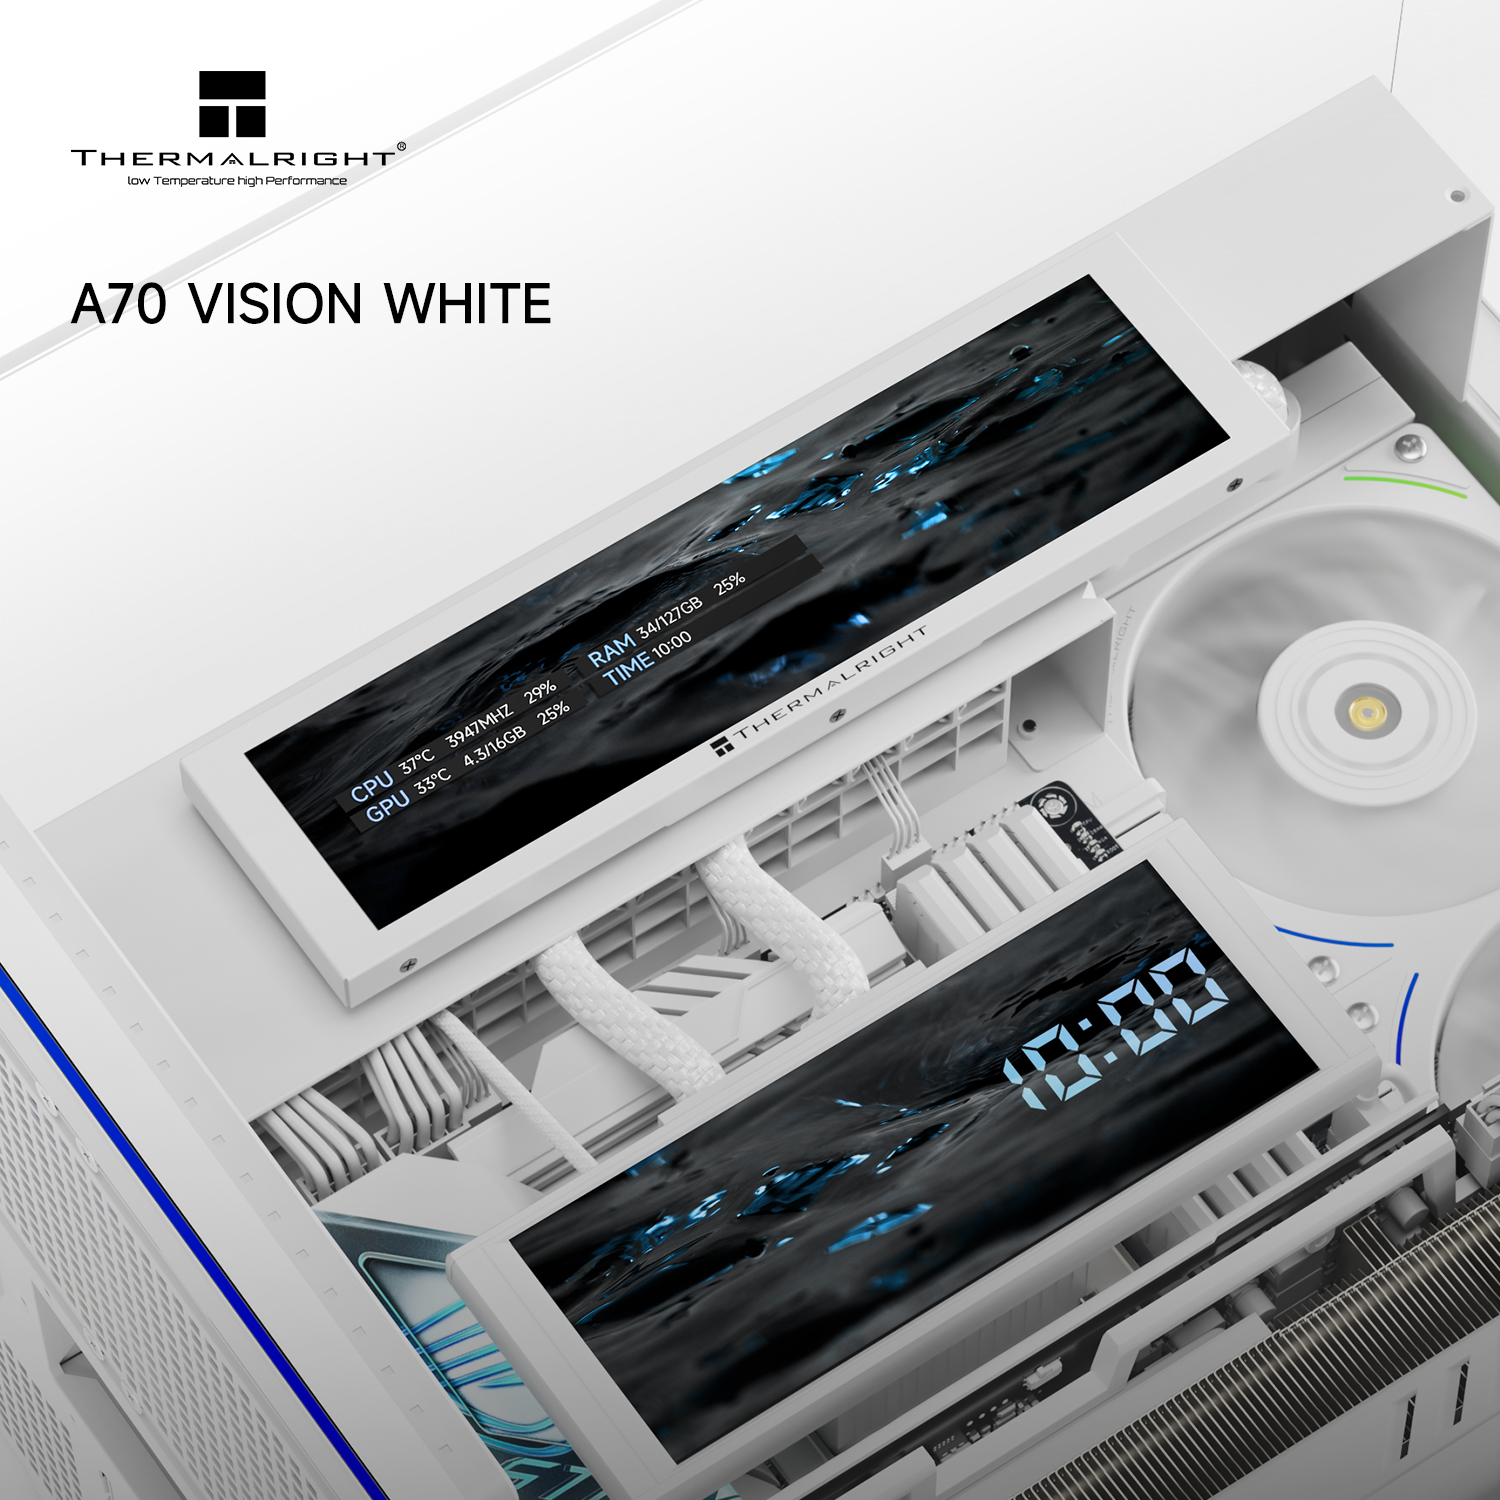 THERMALRIGHT®
low Temperature high Performance
A70 VISION WHITE
CPU 37°C 3947MHZ 29%
GPU 33°C 4.3/16GB 25%
RAM 34/127GB 25%
TIME 10:00
THERMALRIGHT
THERMALRIGHT
10:00